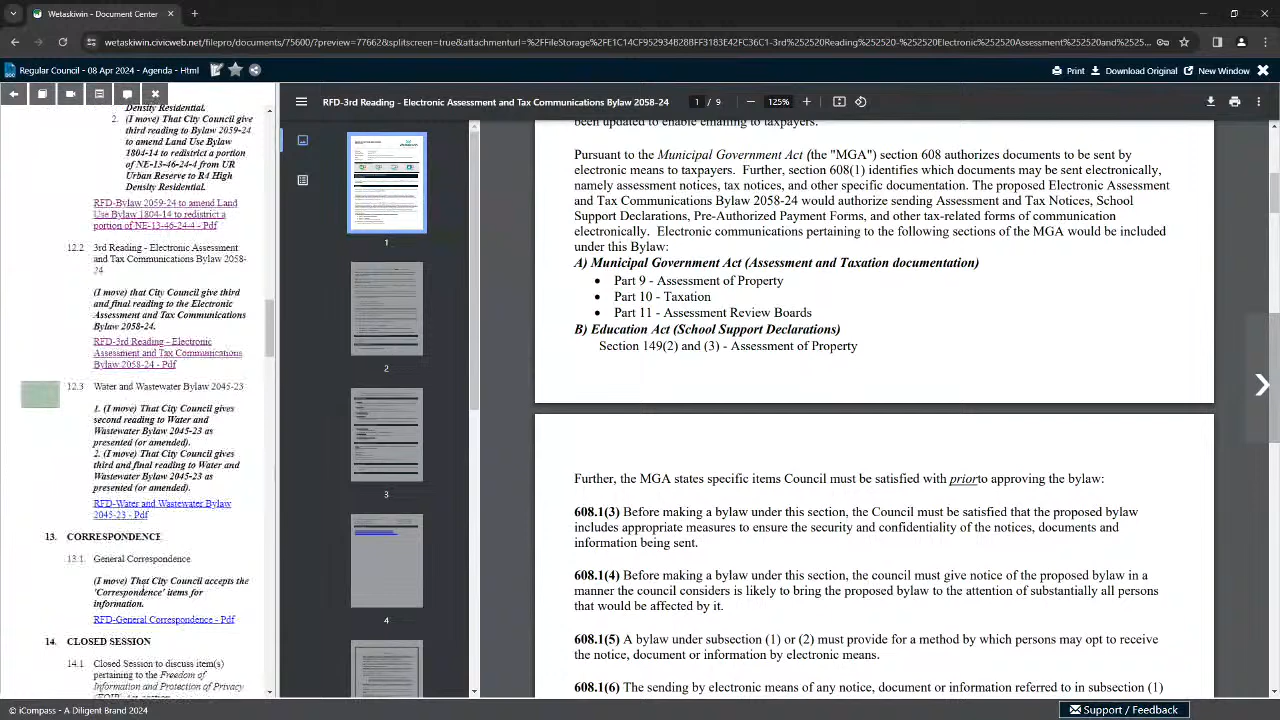 Wetaskiwin - Document Center
wetaskiwin.civicweb.net/filepro/documents/75600/?preview=77662&splitscreen=true&attachmenturl=%2FFileStorage%2F
Regular Council - 08 Apr 2024 - Agenda - Html
Print
Download Original
New Window
Density Residential.
2. (I move) That City Council give
third reading to Bylaw 2059-24
to amend Land Use Bylaw
1804-14 to redistrict a portion
of NE-13-46-24-4 from UR
Urban Reserve to R4 High
Density Residential.
RFD-Bylaw 2059-24 to amend Land
Use Bylaw 1804-14 to redistrict a
portion of NE-13-46-24-4 - Pdf
12.2 3rd Reading - Electronic Assessment
and Tax Communications Bylaw 2058-
24
(I move) that City Council give third
and final reading to the Electronic
Assessment and Tax Communications
Bylaw 2058-24.
RFD-3rd Reading - Electronic
Assessment and Tax Communications
Bylaw 2058-24 - Pdf
12.3 Water and Wastewater Bylaw 2045-23
1. (I move) That City Council gives
second reading to Water and
Wastewater Bylaw 2045-23 as
presented (or amended).
2. (I move) That City Council gives
third and final reading to Water and
Wastewater Bylaw 2045-23 as
presented (or amended).
RFD-Water and Wastewater Bylaw
2045-23 - Pdf
13. CORRESPONDENCE
13.1. General Correspondence
(I move) That City Council accepts the
'Correspondence' items for
information.
RFD-General Correspondence - Pdf
14. CLOSED SESSION
14.1 Closed Session to discuss item(s)
pertaining to the Freedom of
Information and Protection of Privacy
RFD-3rd Reading - Electronic Assessment and Tax Communications Bylaw 2058-24
1 / 9
125%
1
2
3
4
been updated to enable emailing to taxpayers.
Pursuant to the Municipal Government Act (the "MGA") section 608 authorizes documents to be sent by
electronic means to taxpayers. Further, section 608(1) identifies which documents may be sent electronically,
namely assessment notices, tax notices, and other specific documentation. The proposed Electronic Assessment
and Tax Communications Bylaw 2058-24 would authorize sending Assessment and Tax Notices, School
Support Declarations, Pre-Authorized Payment Forms, and other tax-related forms of communication
electronically. Electronic communications pertaining to the following sections of the MGA would be included
under this Bylaw:
A) Municipal Government Act (Assessment and Taxation documentation)
• Part 9 - Assessment of Property
• Part 10 - Taxation
• Part 11 - Assessment Review Boards
B) Education Act (School Support Declarations)
Section 149(2) and (3) - Assessment of Property
Further, the MGA states specific items Council must be satisfied with prior to approving the bylaw:
608.1(3) Before making a bylaw under this section, the Council must be satisfied that the proposed bylaw
includes appropriate measures to ensure the security and confidentiality of the notices, documents and
information being sent.
608.1(4) Before making a bylaw under this section, the council must give notice of the proposed bylaw in a
manner the council considers is likely to bring the proposed bylaw to the attention of substantially all persons
that would be affected by it.
608.1(5) A bylaw under subsection (1) or (2) must provide for a method by which persons may opt to receive
the notice, document or information by electronic means.
608.1(6) The sending by electronic means of any notice, document or information referred to in subsection (1)
© iCompass - A Diligent Brand 2024
Support / Feedback